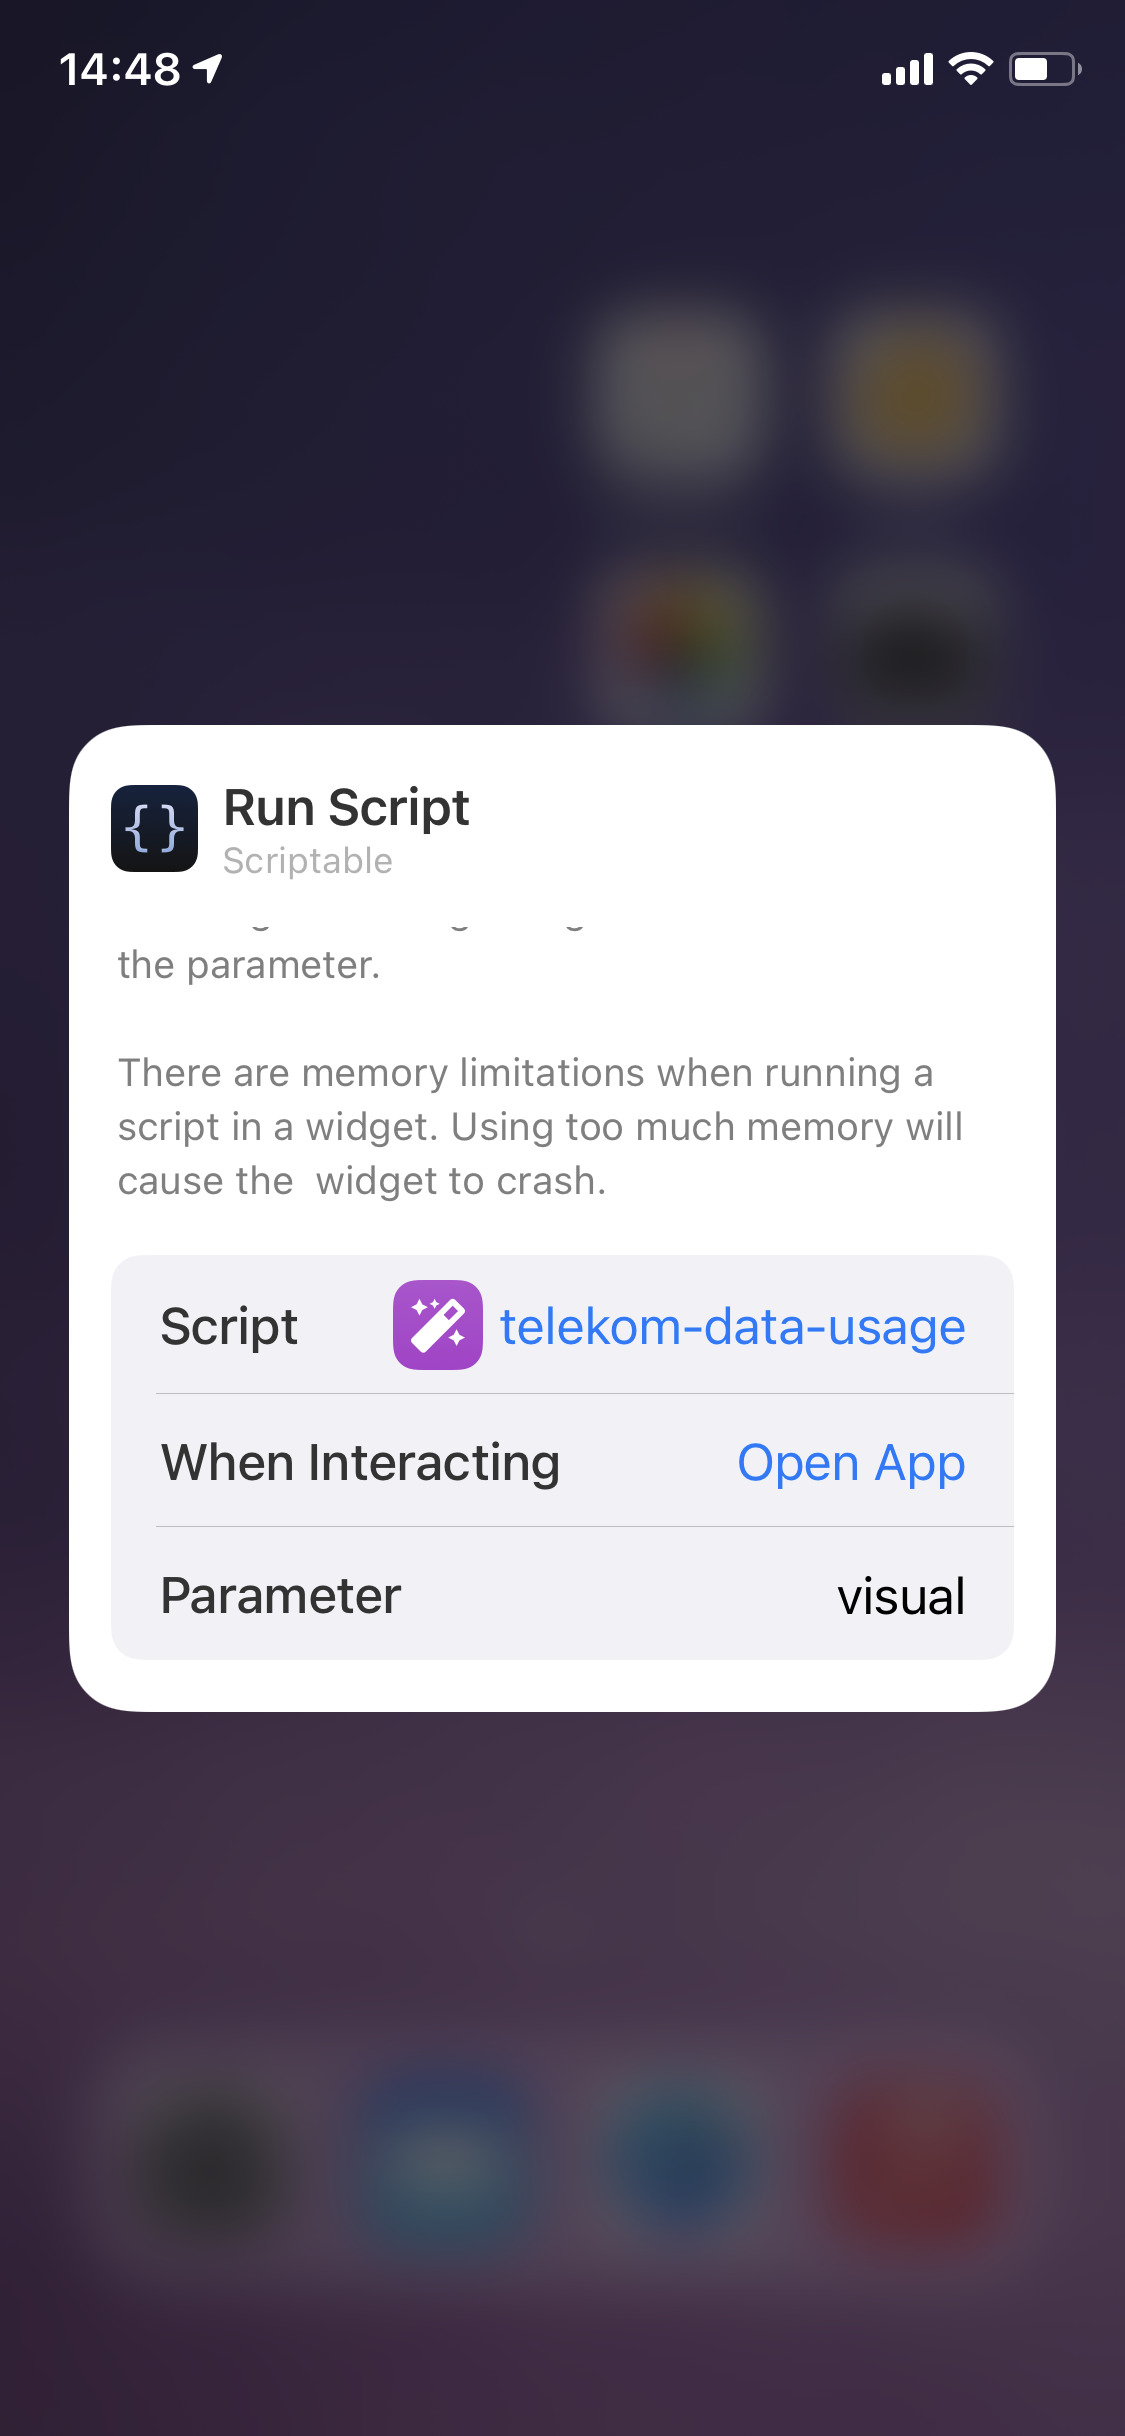 14:48
Run Script
Scriptable
the parameter.
There are memory limitations when running a
script in a widget. Using too much memory will
cause the  widget to crash.
Script telekom-data-usage
When Interacting Open App
Parameter visual